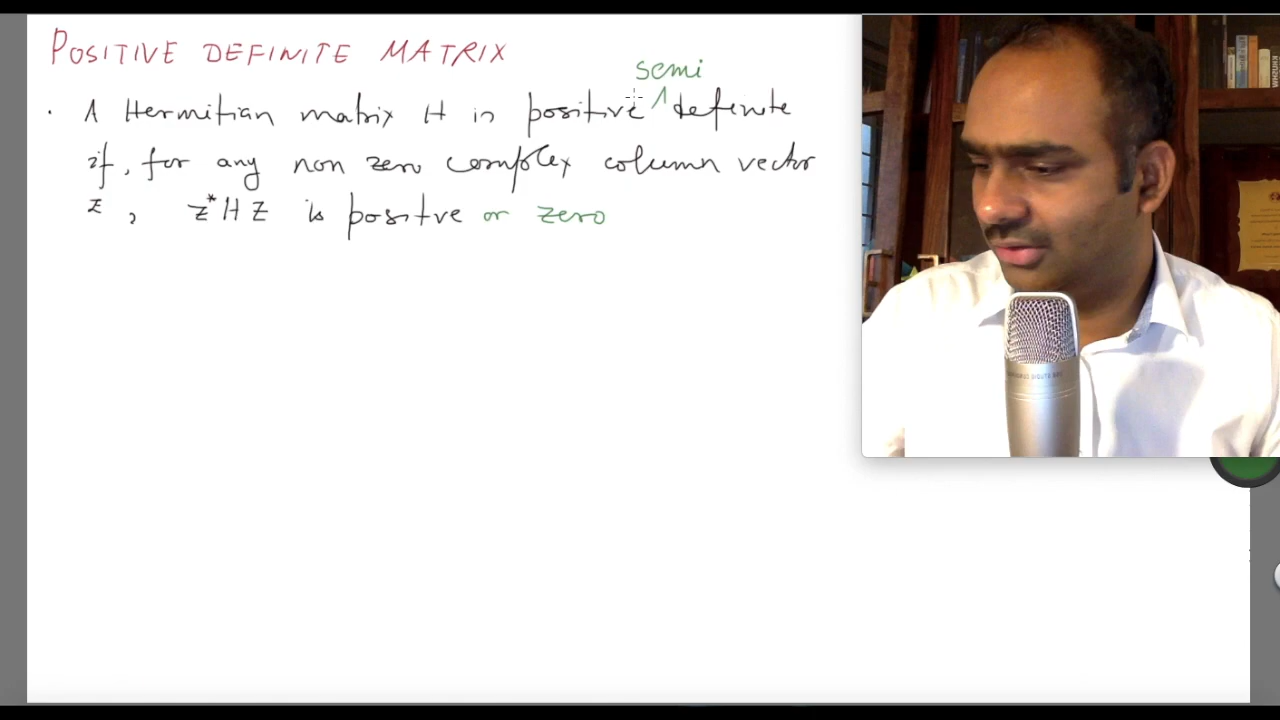 POSITIVE DEFINITE MATRIX
semi
· A Hermitian matrix H is positive ∧ definite
if, for any non zero complex column vector
z, z*Hz is positve or zero